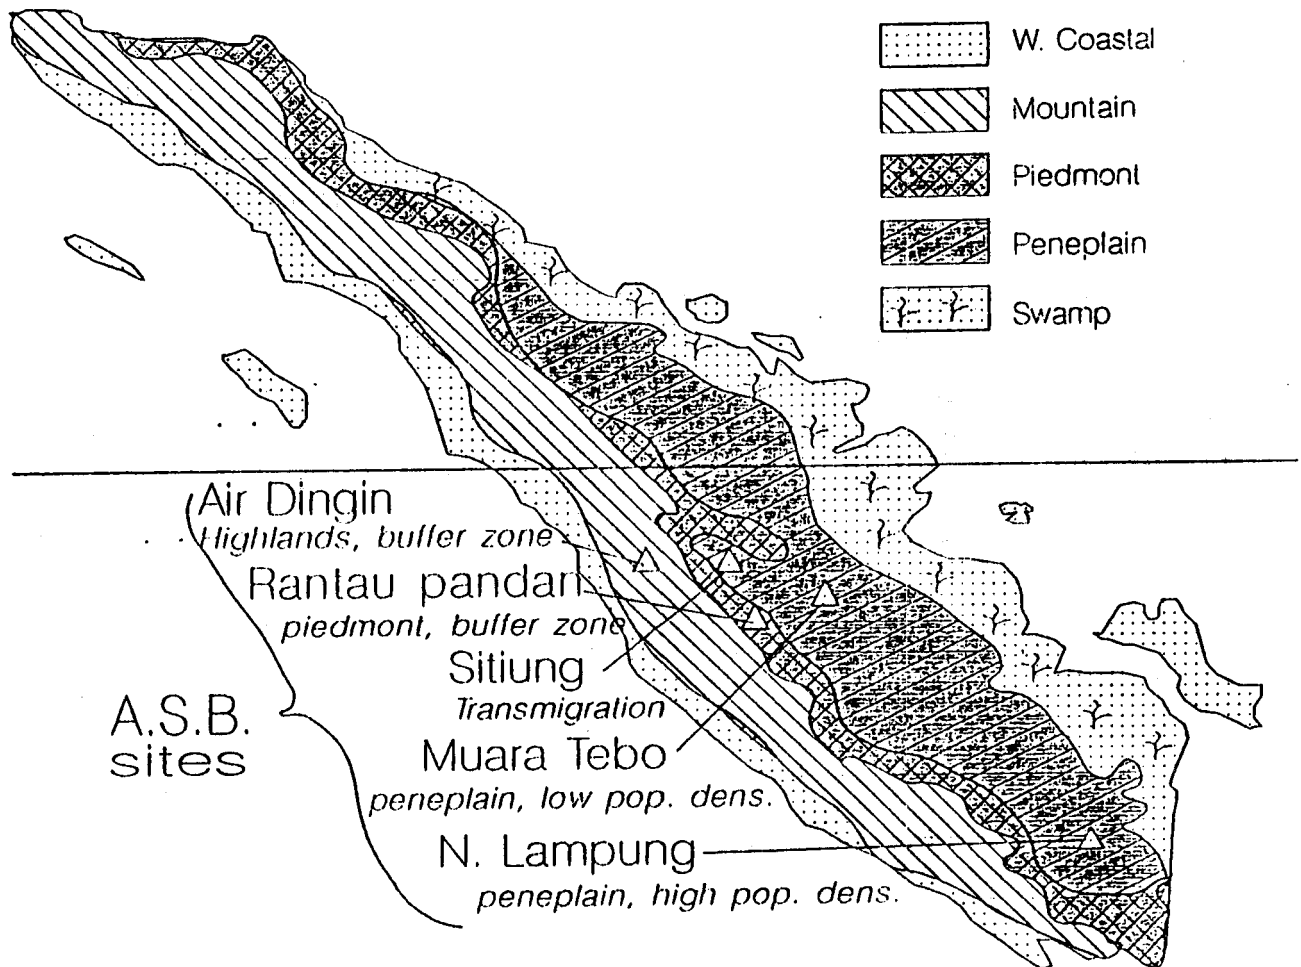 W. Coastal
Mountain
Piedmont
Peneplain
Swamp
Air Dingin
Highlands, buffer zone
Rantau pandan
piedmont, buffer zone
Sitiung
Transmigration
A.S.B.
sites
Muara Tebo
peneplain, low pop. dens.
N. Lampung
peneplain, high pop. dens.